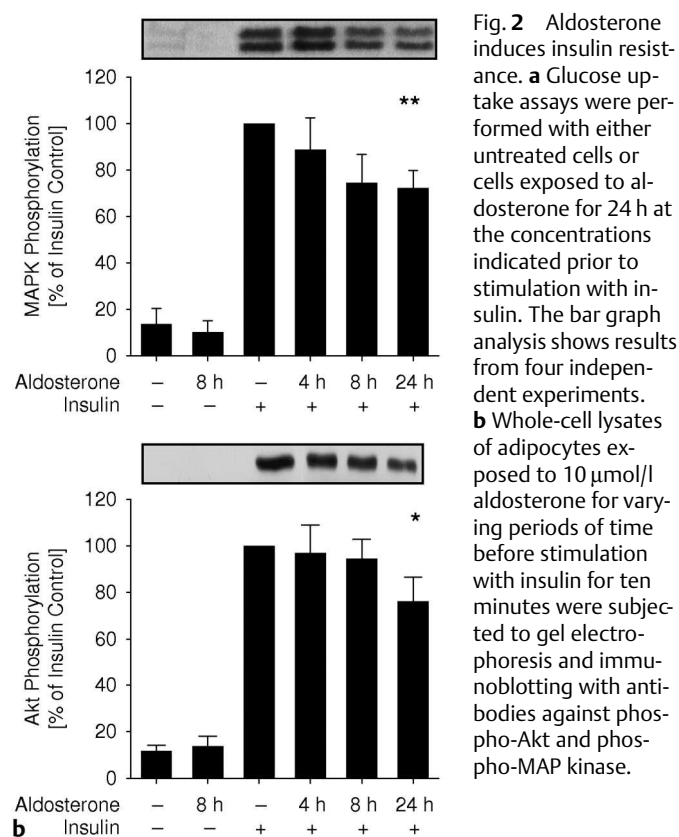 120
100
80
60
40
20
0
MAPK Phosphorylation
[% of Insulin Control]
**
Aldosterone – 8 h – 4 h 8 h 24 h
Insulin – – + + + +
120
100
80
60
40
20
0
Akt Phosphorylation
[% of Insulin Control]
*
Aldosterone – 8 h – 4 h 8 h 24 h
b Insulin – – + + + +
Fig. 2 Aldosterone
induces insulin resist-
ance. a Glucose up-
take assays were per-
formed with either
untreated cells or
cells exposed to al-
dosterone for 24 h at
the concentrations
indicated prior to
stimulation with in-
sulin. The bar graph
analysis shows results
from four indepen-
dent experiments.
b Whole-cell lysates
of adipocytes ex-
posed to 10 μmol/l
aldosterone for vary-
ing periods of time
before stimulation
with insulin for ten
minutes were subjec-
ted to gel electro-
phoresis and immu-
noblotting with anti-
bodies against phos-
pho-Akt and phos-
pho-MAP kinase.